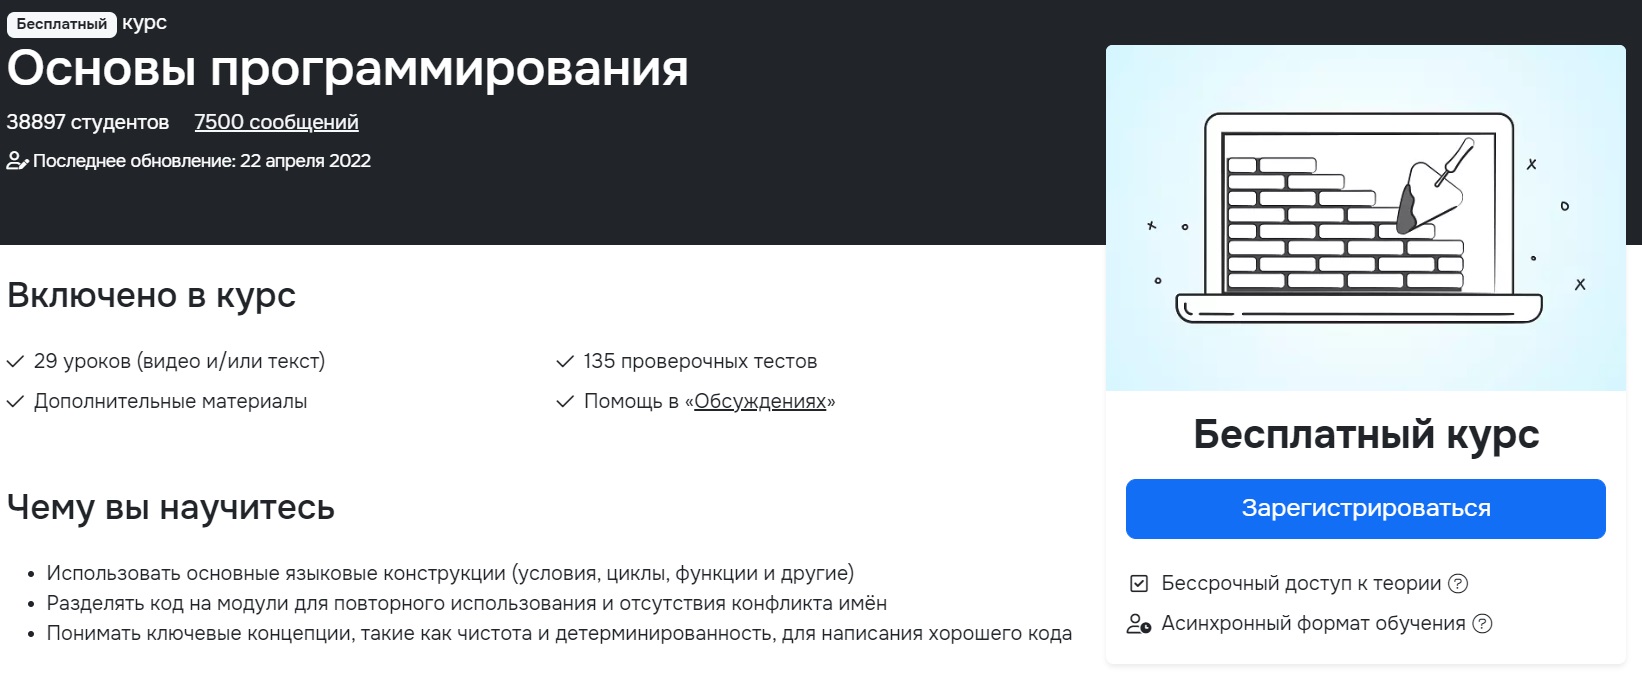 Бесплатный курс
Основы программирования
38897 студентов 7500 сообщений
Последнее обновление: 22 апреля 2022
Включено в курс
29 уроков (видео и/или текст)
135 проверочных тестов
Дополнительные материалы
Помощь в «Обсуждениях»
Чему вы научитесь
• Использовать основные языковые конструкции (условия, циклы, функции и другие)
• Разделять код на модули для повторного использования и отсутствия конфликта имён
• Понимать ключевые концепции, такие как чистота и детерминированность, для написания хорошего кода
Бесплатный курс
Зарегистрироваться
Бессрочный доступ к теории ?
Асинхронный формат обучения ?